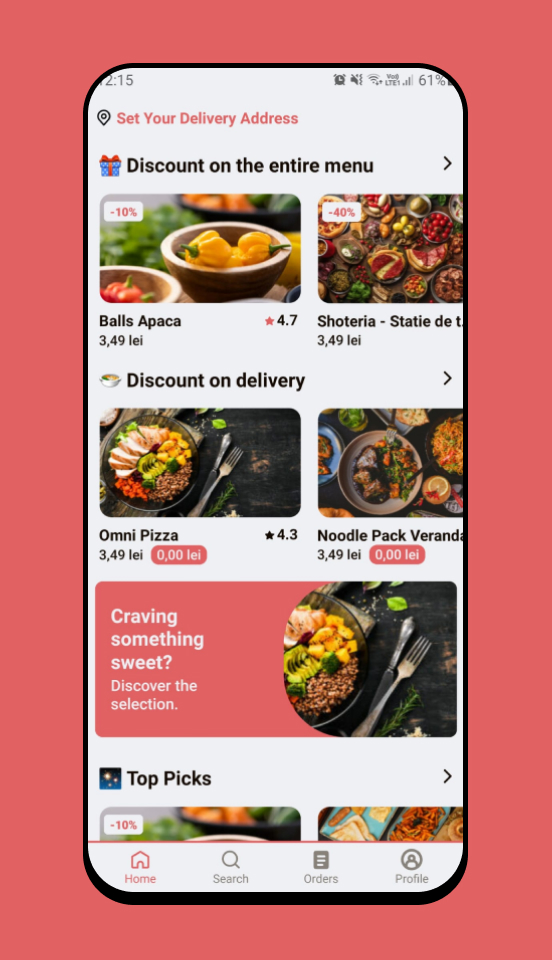 2:15
VoI) LTE1 61%
Set Your Delivery Address
Discount on the entire menu
-10%
-40%
Balls Apaca
4.7
3,49 lei
Shoteria - Statie de t.
3,49 lei
Discount on delivery
Omni Pizza
4.3
3,49 lei 0,00 lei
Noodle Pack Veranda
3,49 lei 0,00 lei
Craving
something
sweet?
Discover the
selection.
Top Picks
-10%
Home
Search
Orders
Profile